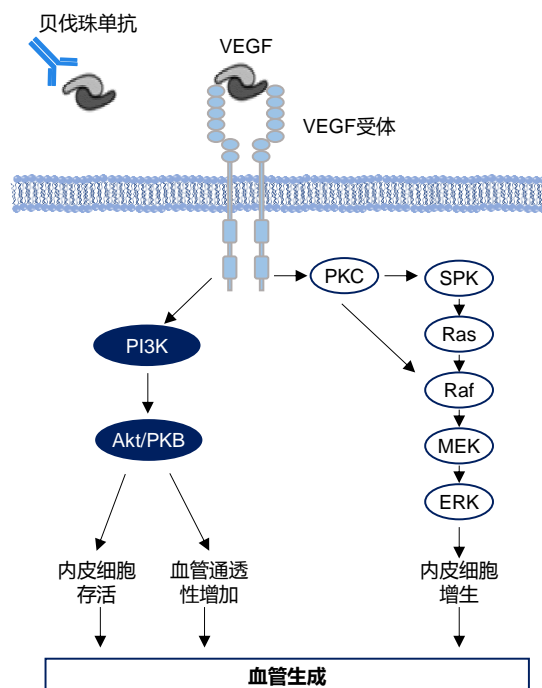 贝伐珠单抗
VEGF
VEGF受体
PKC
SPK
Ras
PI3K
Raf
Akt/PKB
MEK
ERK
内皮细胞
存活
血管通透
性增加
内皮细胞
增生
血管生成